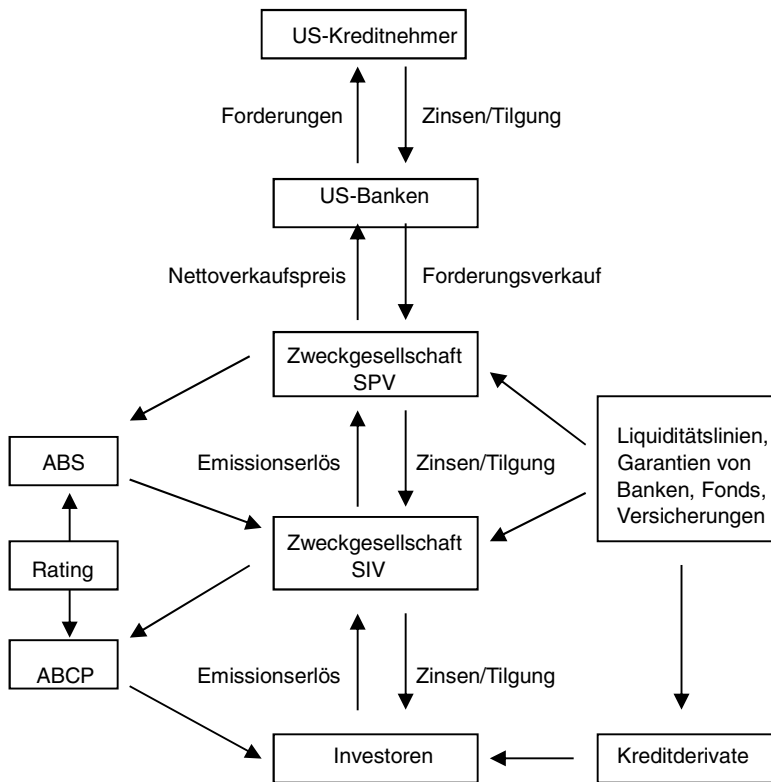 US-Kreditnehmer
Forderungen
Zinsen/Tilgung
US-Banken
Nettoverkaufspreis
Forderungsverkauf
Zweckgesellschaft
SPV
ABS
Emissionserlös
Zinsen/Tilgung
Liquiditätslinien,
Garantien von
Banken, Fonds,
Versicherungen
Zweckgesellschaft
SIV
Rating
ABCP
Emissionserlös
Zinsen/Tilgung
Investoren
Kreditderivate